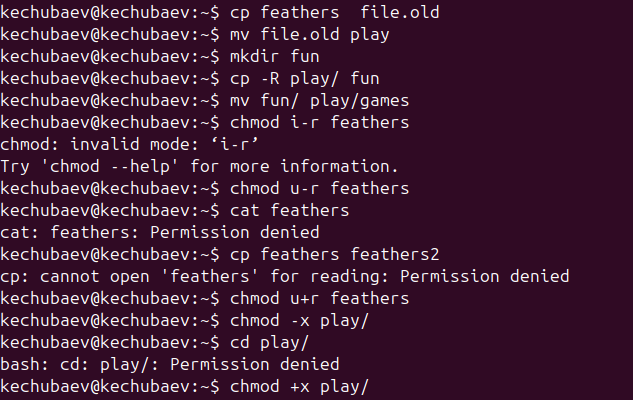 kechubaev@kechubaev:~$ cp feathers  file.old
kechubaev@kechubaev:~$ mv file.old play
kechubaev@kechubaev:~$ mkdir fun
kechubaev@kechubaev:~$ cp -R play/ fun
kechubaev@kechubaev:~$ mv fun/ play/games
kechubaev@kechubaev:~$ chmod i-r feathers
chmod: invalid mode: ‘i-r’
Try 'chmod --help' for more information.
kechubaev@kechubaev:~$ chmod u-r feathers
kechubaev@kechubaev:~$ cat feathers
cat: feathers: Permission denied
kechubaev@kechubaev:~$ cp feathers feathers2
cp: cannot open 'feathers' for reading: Permission denied
kechubaev@kechubaev:~$ chmod u+r feathers
kechubaev@kechubaev:~$ chmod -x play/
kechubaev@kechubaev:~$ cd play/
bash: cd: play/: Permission denied
kechubaev@kechubaev:~$ chmod +x play/